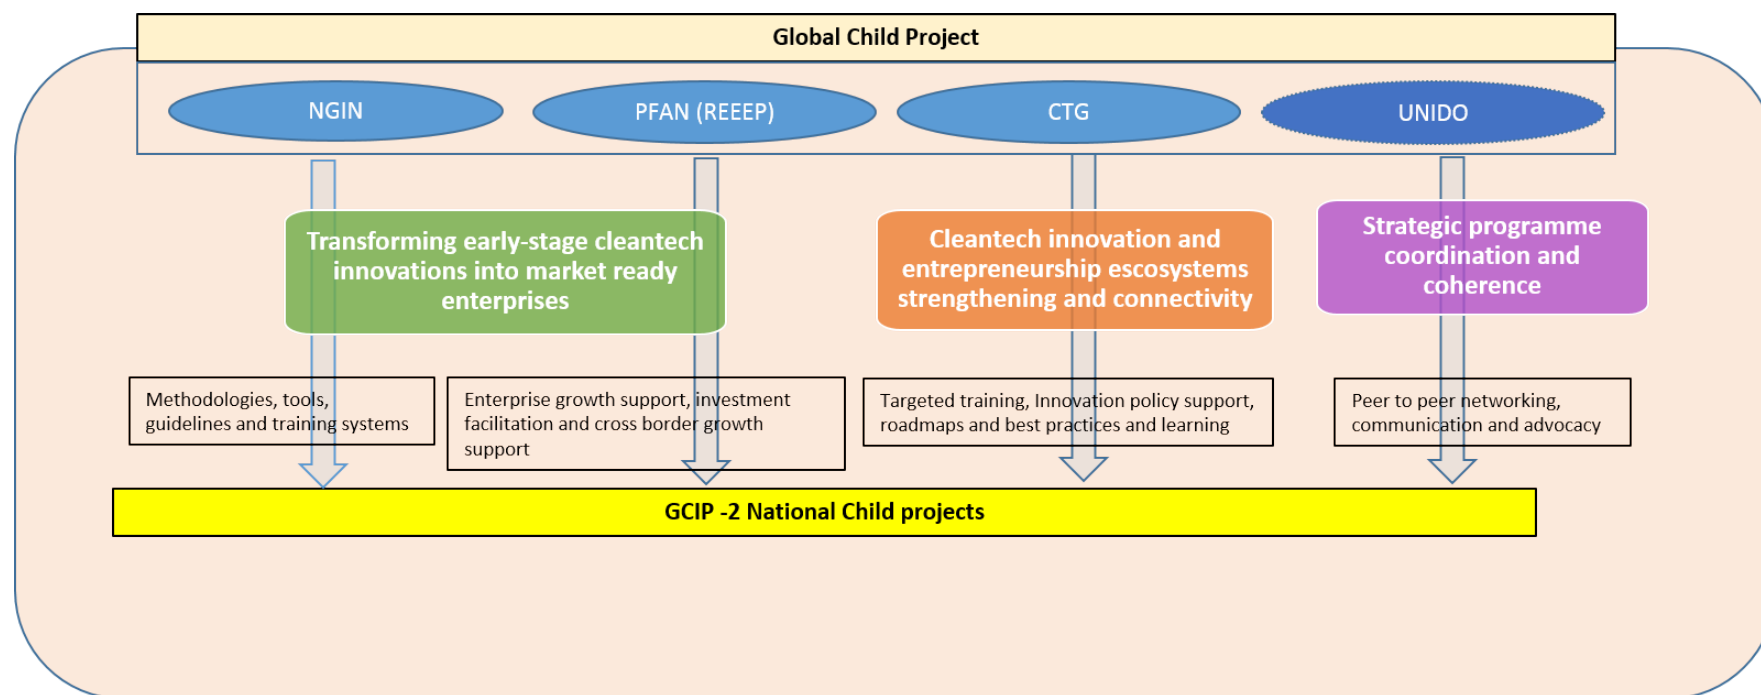 Global Child Project
NGIN
PFAN (REEEP)
CTG
UNIDO
Transforming early-stage cleantech
innovations into market ready
enterprises
Cleantech innovation and
entrepreneurship escosystems
strengthening and connectivity
Strategic programme
coordination and
coherence
Methodologies, tools,
guidelines and training systems
Enterprise growth support, investment
facilitation and cross border growth
support
Targeted training, Innovation policy support,
roadmaps and best practices and learning
Peer to peer networking,
communication and advocacy
GCIP -2 National Child projects